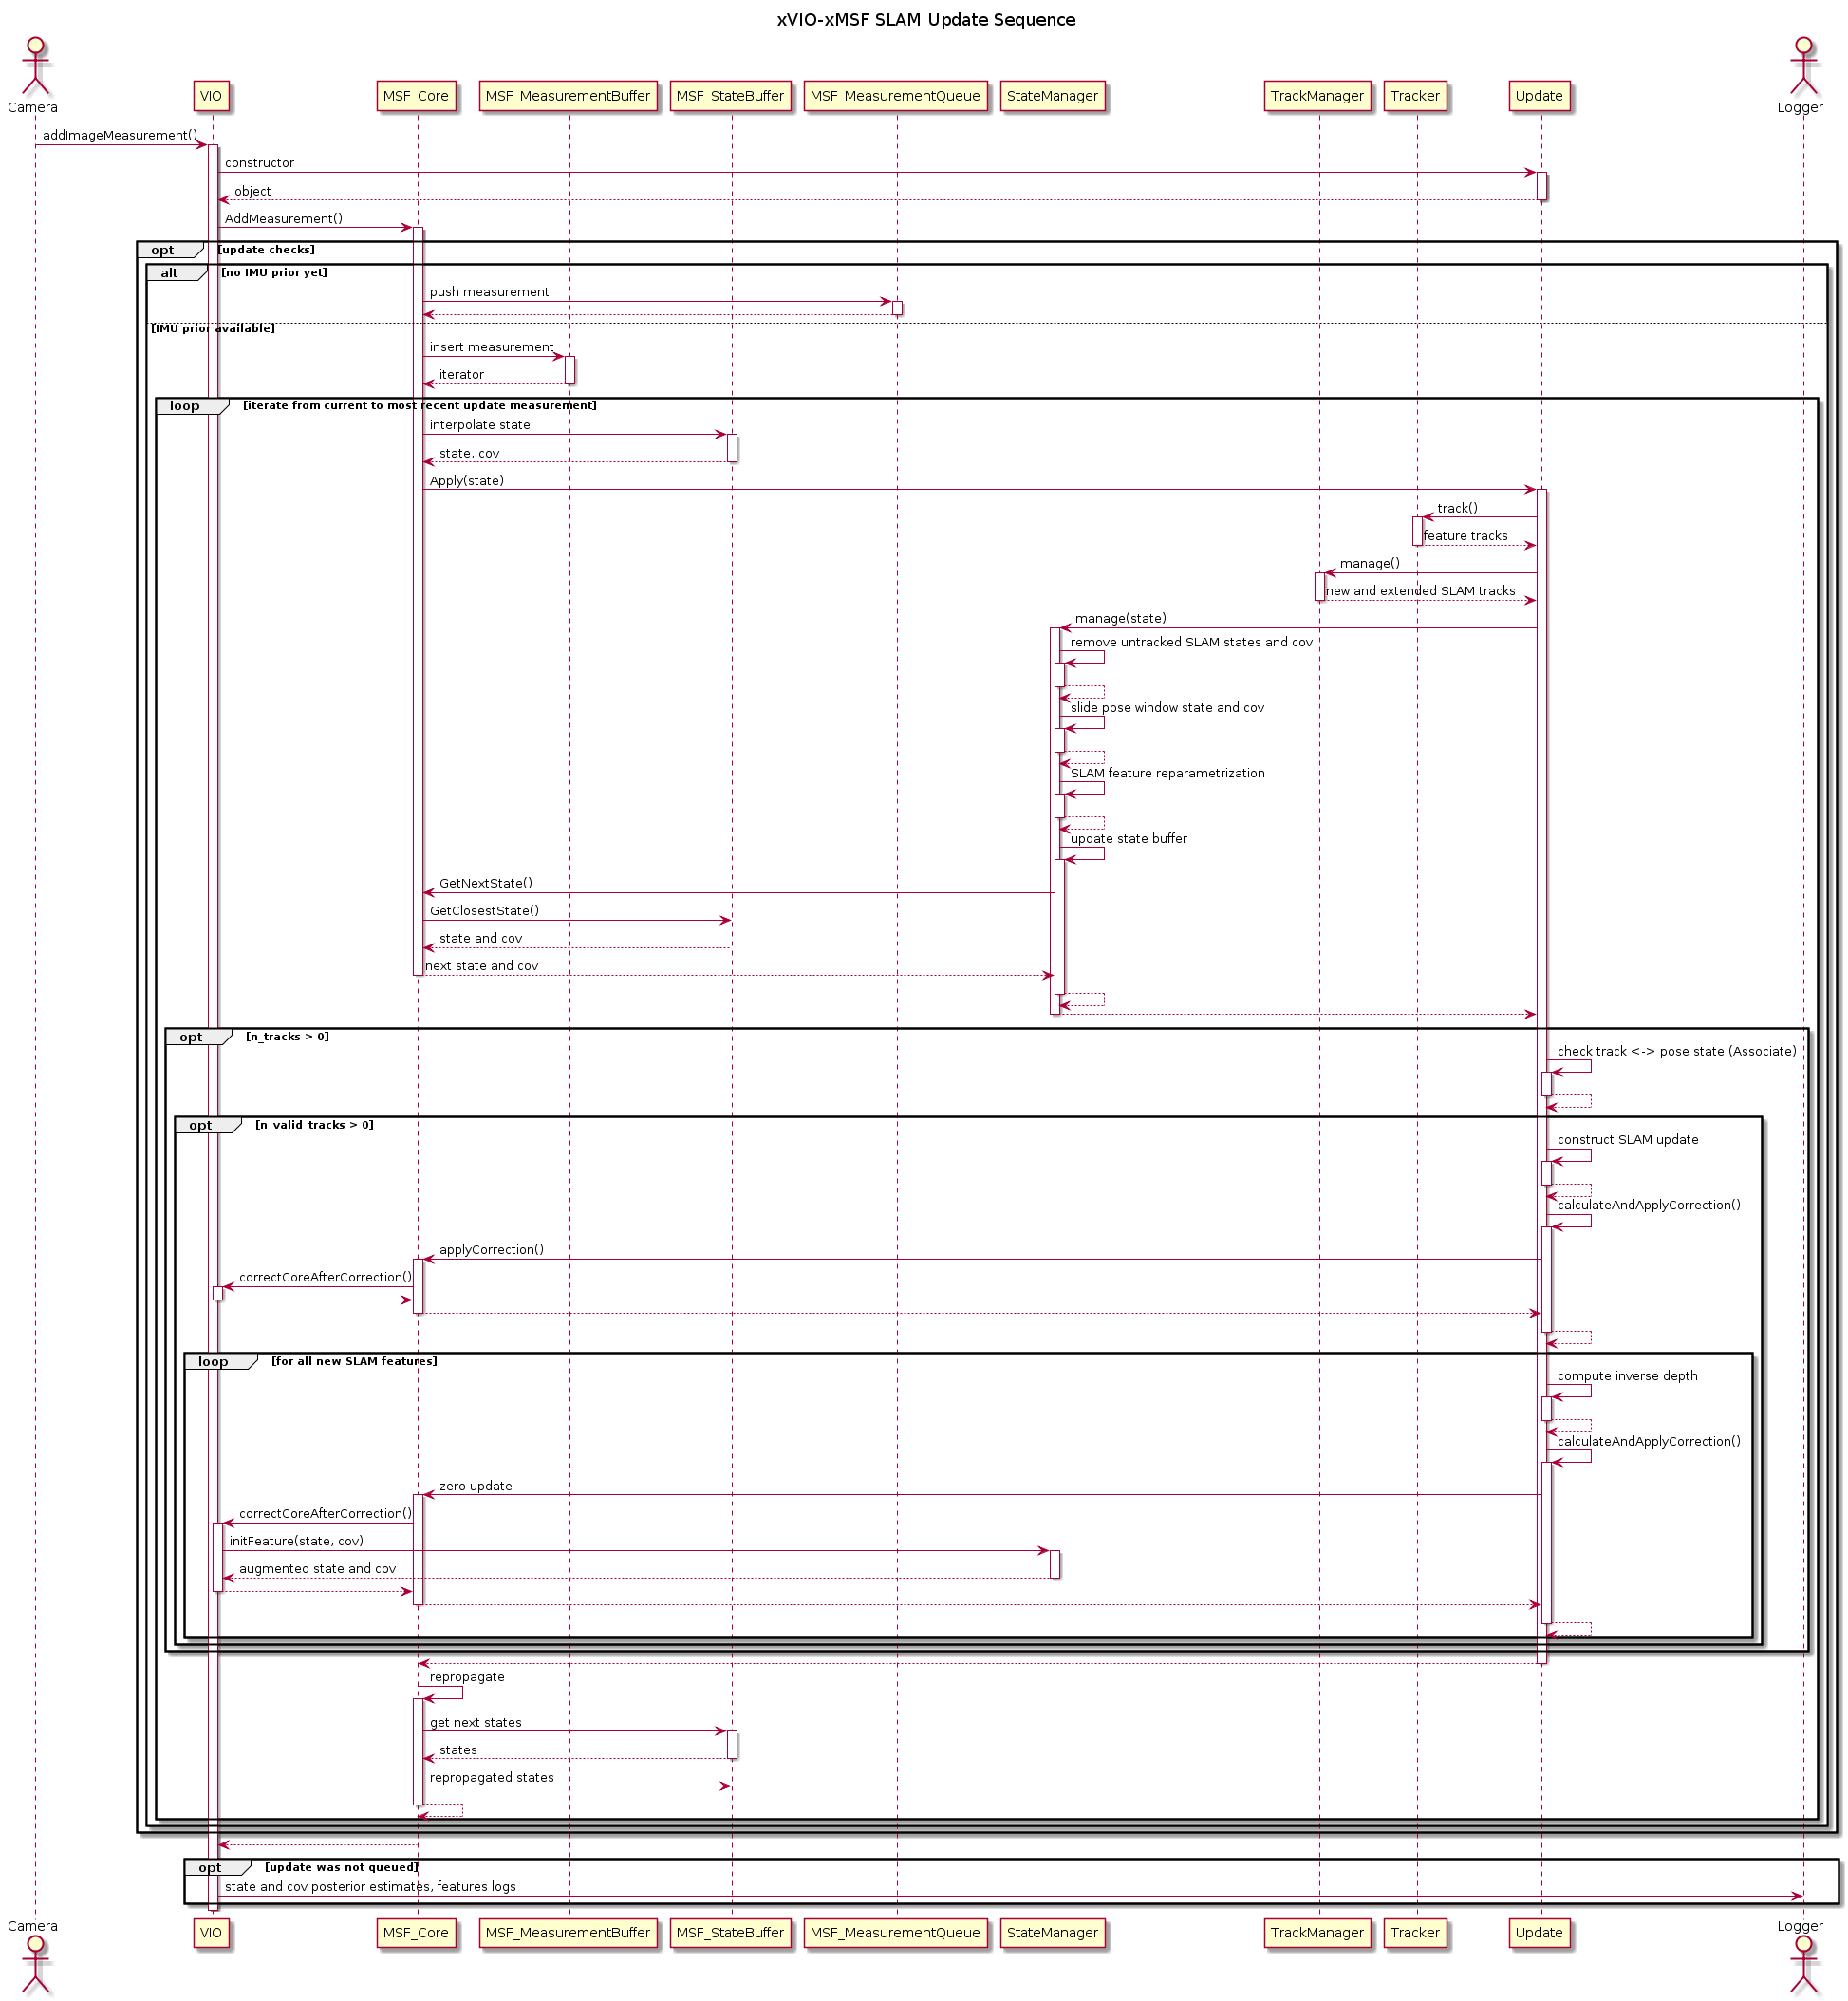 xVIO-xMSF SLAM Update Sequence
Camera
VIO
MSF_Core
MSF_MeasurementBuffer
MSF_StateBuffer
MSF_MeasurementQueue
StateManager
TrackManager
Tracker
Update
Logger
addImageMeasurement()
constructor
object
AddMeasurement()
opt [update checks]
alt [no IMU prior yet]
push measurement
[IMU prior available]
insert measurement
iterator
loop [iterate from current to most recent update measurement]
interpolate state
state, cov
Apply(state)
track()
feature tracks
manage()
new and extended SLAM tracks
manage(state)
remove untracked SLAM states and cov
slide pose window state and cov
SLAM feature reparametrization
update state buffer
GetNextState()
GetClosestState()
state and cov
next state and cov
opt [n_tracks > 0]
check track <-> pose state (Associate)
opt [n_valid_tracks > 0]
construct SLAM update
calculateAndApplyCorrection()
applyCorrection()
correctCoreAfterCorrection()
loop [for all new SLAM features]
compute inverse depth
calculateAndApplyCorrection()
zero update
correctCoreAfterCorrection()
initFeature(state, cov)
augmented state and cov
repropagate
get next states
states
repropagated states
opt [update was not queued]
state and cov posterior estimates, features logs
Camera
VIO
MSF_Core
MSF_MeasurementBuffer
MSF_StateBuffer
MSF_MeasurementQueue
StateManager
TrackManager
Tracker
Update
Logger